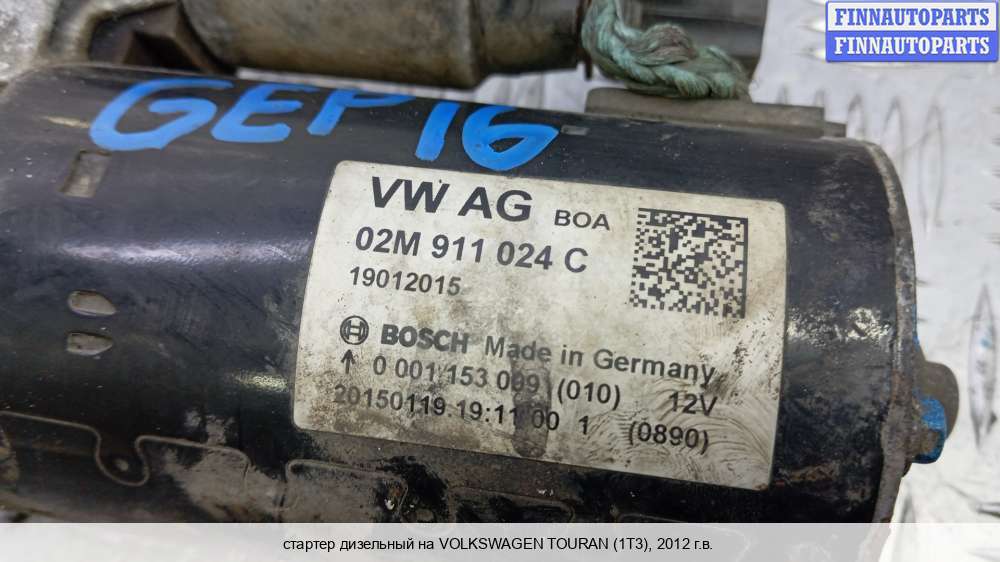 FINNAUTOPARTS
FINNAUTOPARTS
GEP16
VW AG BOA
02M 911 024 C
19012015
BOSCH Made in Germany
0 001 153 009 (010) 12V
20150119 19:11 00 1 (0890)
стартер дизельный на VOLKSWAGEN TOURAN (1T3), 2012 г.в.